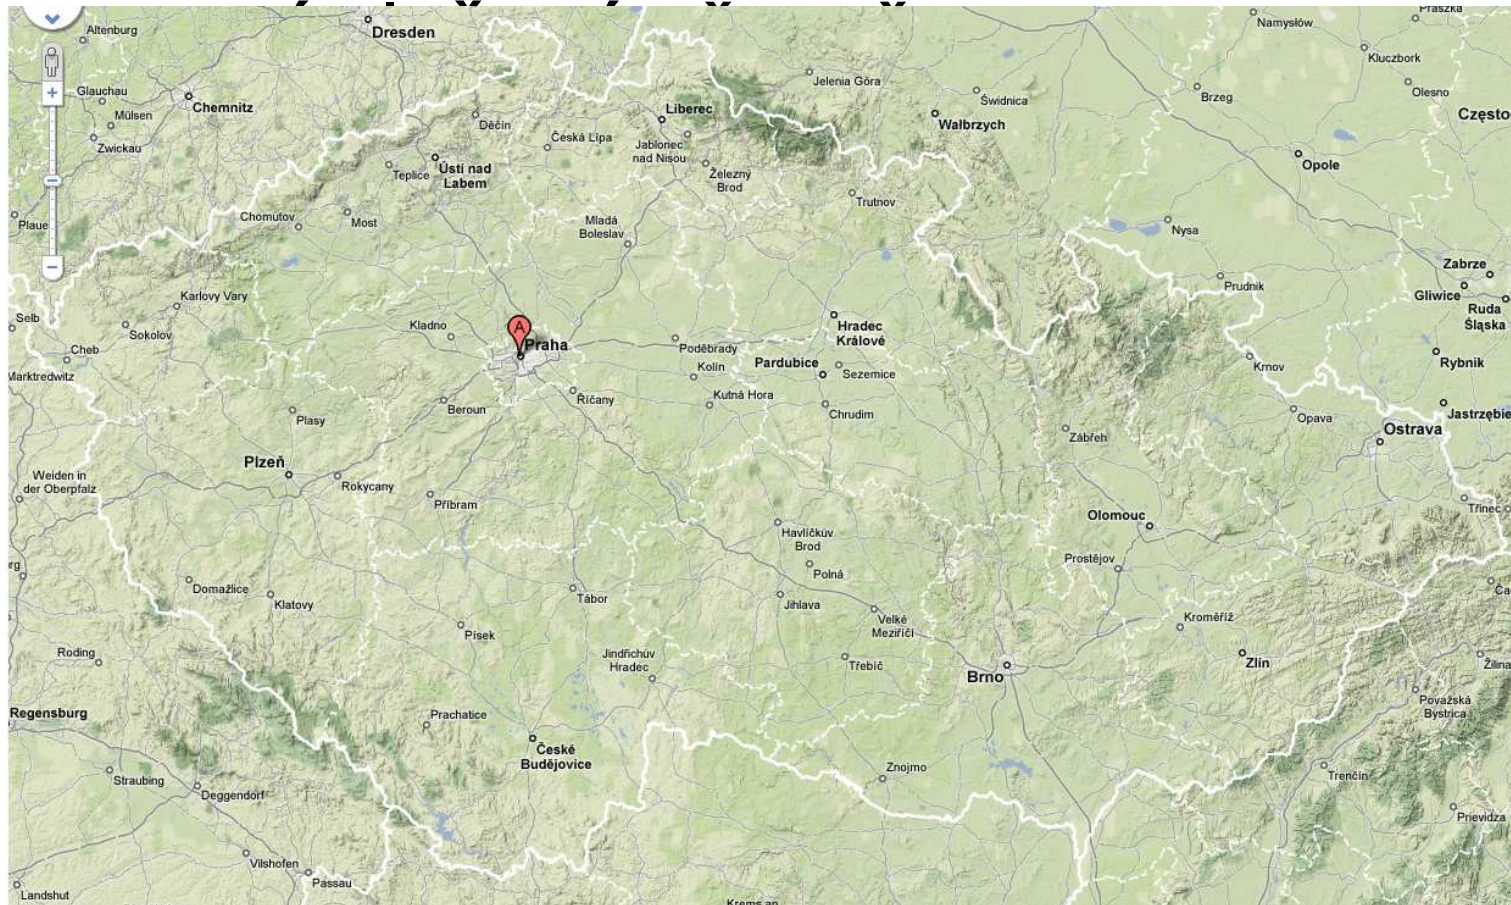 Praszka
Namysłów
Altenburg
Dresden
Kluczbork
Jelenia Góra
Olesno
Glauchau
Brzeg
Świdnica
Chemnitz
Liberec
Często
Mülsen
Děčín
Wałbrzych
Česká Lípa
Zwickau
Jablonec
nad Nisou
Opole
Ústí nad
Labem
Teplice
Železný
Brod
Trutnov
Chomutov
Most
Plaue
Mladá
Boleslav
Nysa
Zabrze
Prudnik
Karlovy Vary
Gliwice
Ruda
Śląska
Selb
Sokolov
Kladno
A
Praha
Hradec
Králové
Cheb
Poděbrady
Pardubice
Rybnik
Kolín
Sezemice
Krnov
Marktredwitz
Kutná Hora
Říčany
Beroun
Chrudim
Jastrzębie
Plasy
Opava
Ostrava
Zábřeh
Plzeň
Weiden in
der Oberpfalz
Rokycany
Příbram
Třinec
Olomouc
Havlíčkův
Brod
Prostějov
rg
Polná
Domažlice
Ča
Klatovy
Tábor
Jihlava
Velké
Meziříčí
Kroměříž
Písek
Roding
Jindřichův
Hradec
Třebíč
Zlín
Žilina
Brno
Považská
Bystrica
Regensburg
Prachatice
České
Budějovice
Znojmo
Trenčín
Straubing
Deggendorf
Prievidza
Vilshofen
Passau
Landshut
Krems an